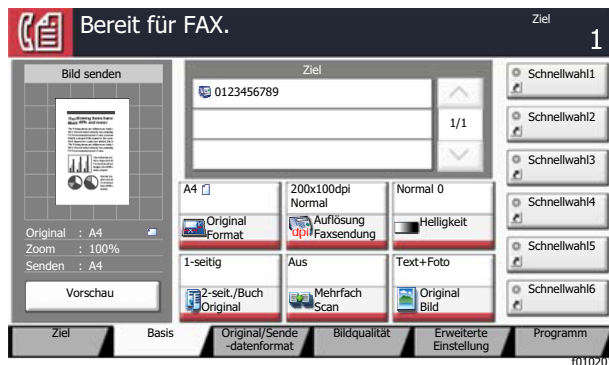 Bereit für FAX.
Ziel
1
Bild senden
Original : A4
Zoom : 100%
Senden : A4
Vorschau
Ziel
0123456789
1/1
A4
Original
Format
200x100dpi
Normal
dpi
Auflösung
Faxsendung
Normal 0
Helligkeit
1-seitig
2-seit./Buch
Original
Aus
Mehrfach
Scan
Text+Foto
Original
Bild
Schnellwahl1
Schnellwahl2
Schnellwahl3
Schnellwahl4
Schnellwahl5
Schnellwahl6
Ziel
Basis
Original/Sende
-datenformat
Bildqualität
Erweiterte
Einstellung
Programm
f01020